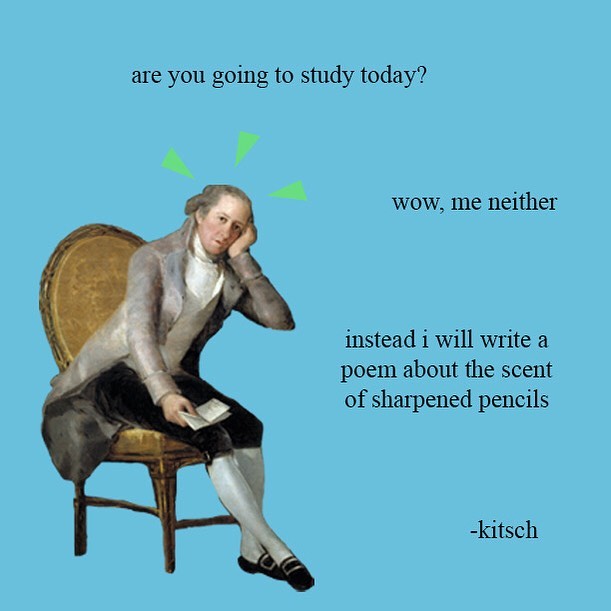 are you going to study today?
wow, me neither
instead i will write a
poem about the scent
of sharpened pencils
-kitsch